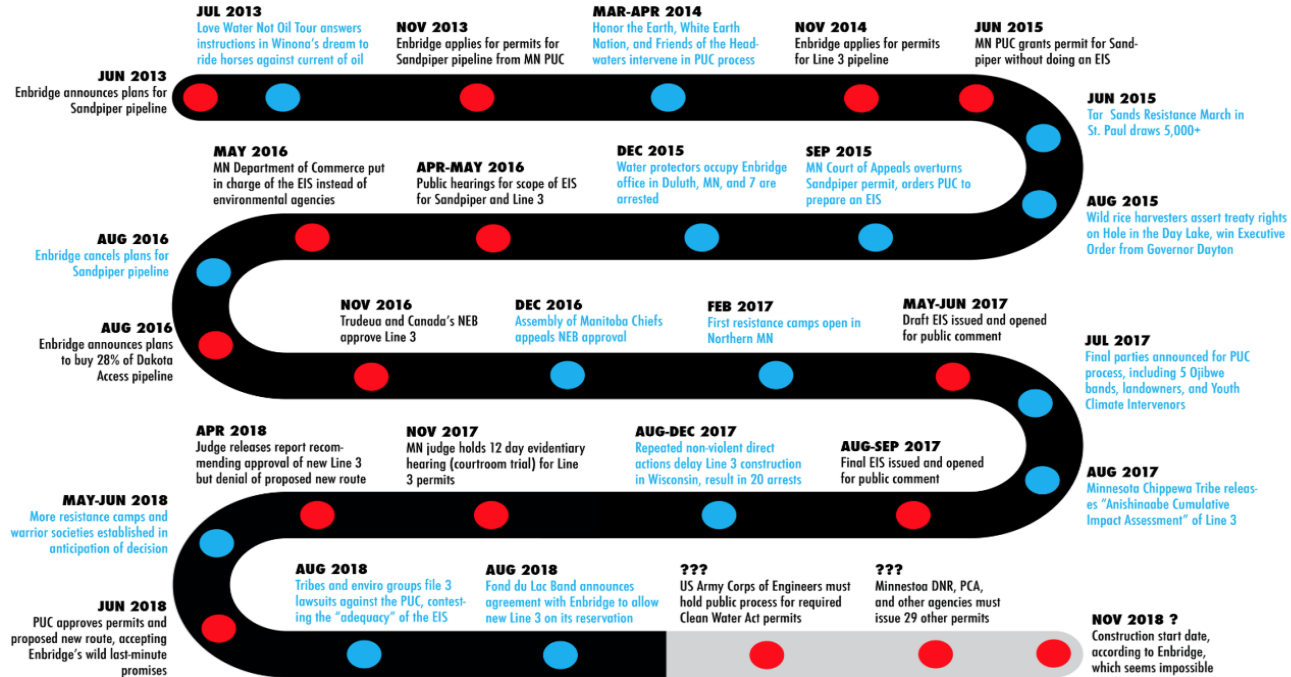 JUN 2013
Enbridge announces plans for
Sandpiper pipeline
JUL 2013
Love Water Not Oil Tour answers
instructions in Winona's dream to
ride horses against current of oil
NOV 2013
Enbridge applies for permits for
Sandpiper pipeline from MN PUC
MAR-APR 2014
Honor the Earth, White Earth
Nation, and Friends of the Head-
waters intervene in PUC process
NOV 2014
Enbridge applies for permits
for Line 3 pipeline
JUN 2015
MN PUC grants permit for Sand-
piper without doing an EIS
JUN 2015
Tar Sands Resistance March in
St. Paul draws 5,000+
AUG 2015
Wild rice harvesters assert treaty rights
on Hole in the Day Lake, win Executive
Order from Governor Dayton
SEP 2015
MN Court of Appeals overturns
Sandpiper permit, orders PUC to
prepare an EIS
DEC 2015
Water protectors occupy Enbridge
office in Duluth, MN, and 7 are
arrested
APR-MAY 2016
Public hearings for scope of EIS
for Sandpiper and Line 3
MAY 2016
MN Department of Commerce put
in charge of the EIS instead of
environmental agencies
AUG 2016
Enbridge cancels plans for
Sandpiper pipeline
AUG 2016
Enbridge announces plans
to buy 28% of Dakota
Access pipeline
NOV 2016
Trudeua and Canada's NEB
approve Line 3
DEC 2016
Assembly of Manitoba Chiefs
appeals NEB approval
FEB 2017
First resistance camps open in
Northern MN
MAY-JUN 2017
Draft EIS issued and opened
for public comment
JUL 2017
Final parties announced for PUC
process, including 5 Ojibwe
bands, landowners, and Youth
Climate Intervenors
AUG 2017
Minnesota Chippewa Tribe releas-
es "Anishinaabe Cumulative
Impact Assessment" of Line 3
AUG-SEP 2017
Final EIS issued and opened
for public comment
AUG-DEC 2017
Repeated non-violent direct
actions delay Line 3 construction
in Wisconsin, result in 20 arrests
NOV 2017
MN judge holds 12 day evidentiary
hearing (courtroom trial) for Line
3 permits
APR 2018
Judge releases report recom-
mending approval of new Line 3
but denial of proposed new route
MAY-JUN 2018
More resistance camps and
warrior societies established in
anticipation of decision
JUN 2018
PUC approves permits and
proposed new route, accepting
Enbridge's wild last-minute
promises
AUG 2018
Tribes and enviro groups file 3
lawsuits against the PUC, contest-
ing the "adequacy" of the EIS
AUG 2018
Fond du Lac Band announces
agreement with Enbridge to allow
new Line 3 on its reservation
???
US Army Corps of Engineers must
hold public process for required
Clean Water Act permits
???
Minnestoa DNR, PCA,
and other agencies must
issue 29 other permits
NOV 2018 ?
Construction start date,
according to Enbridge,
which seems impossible